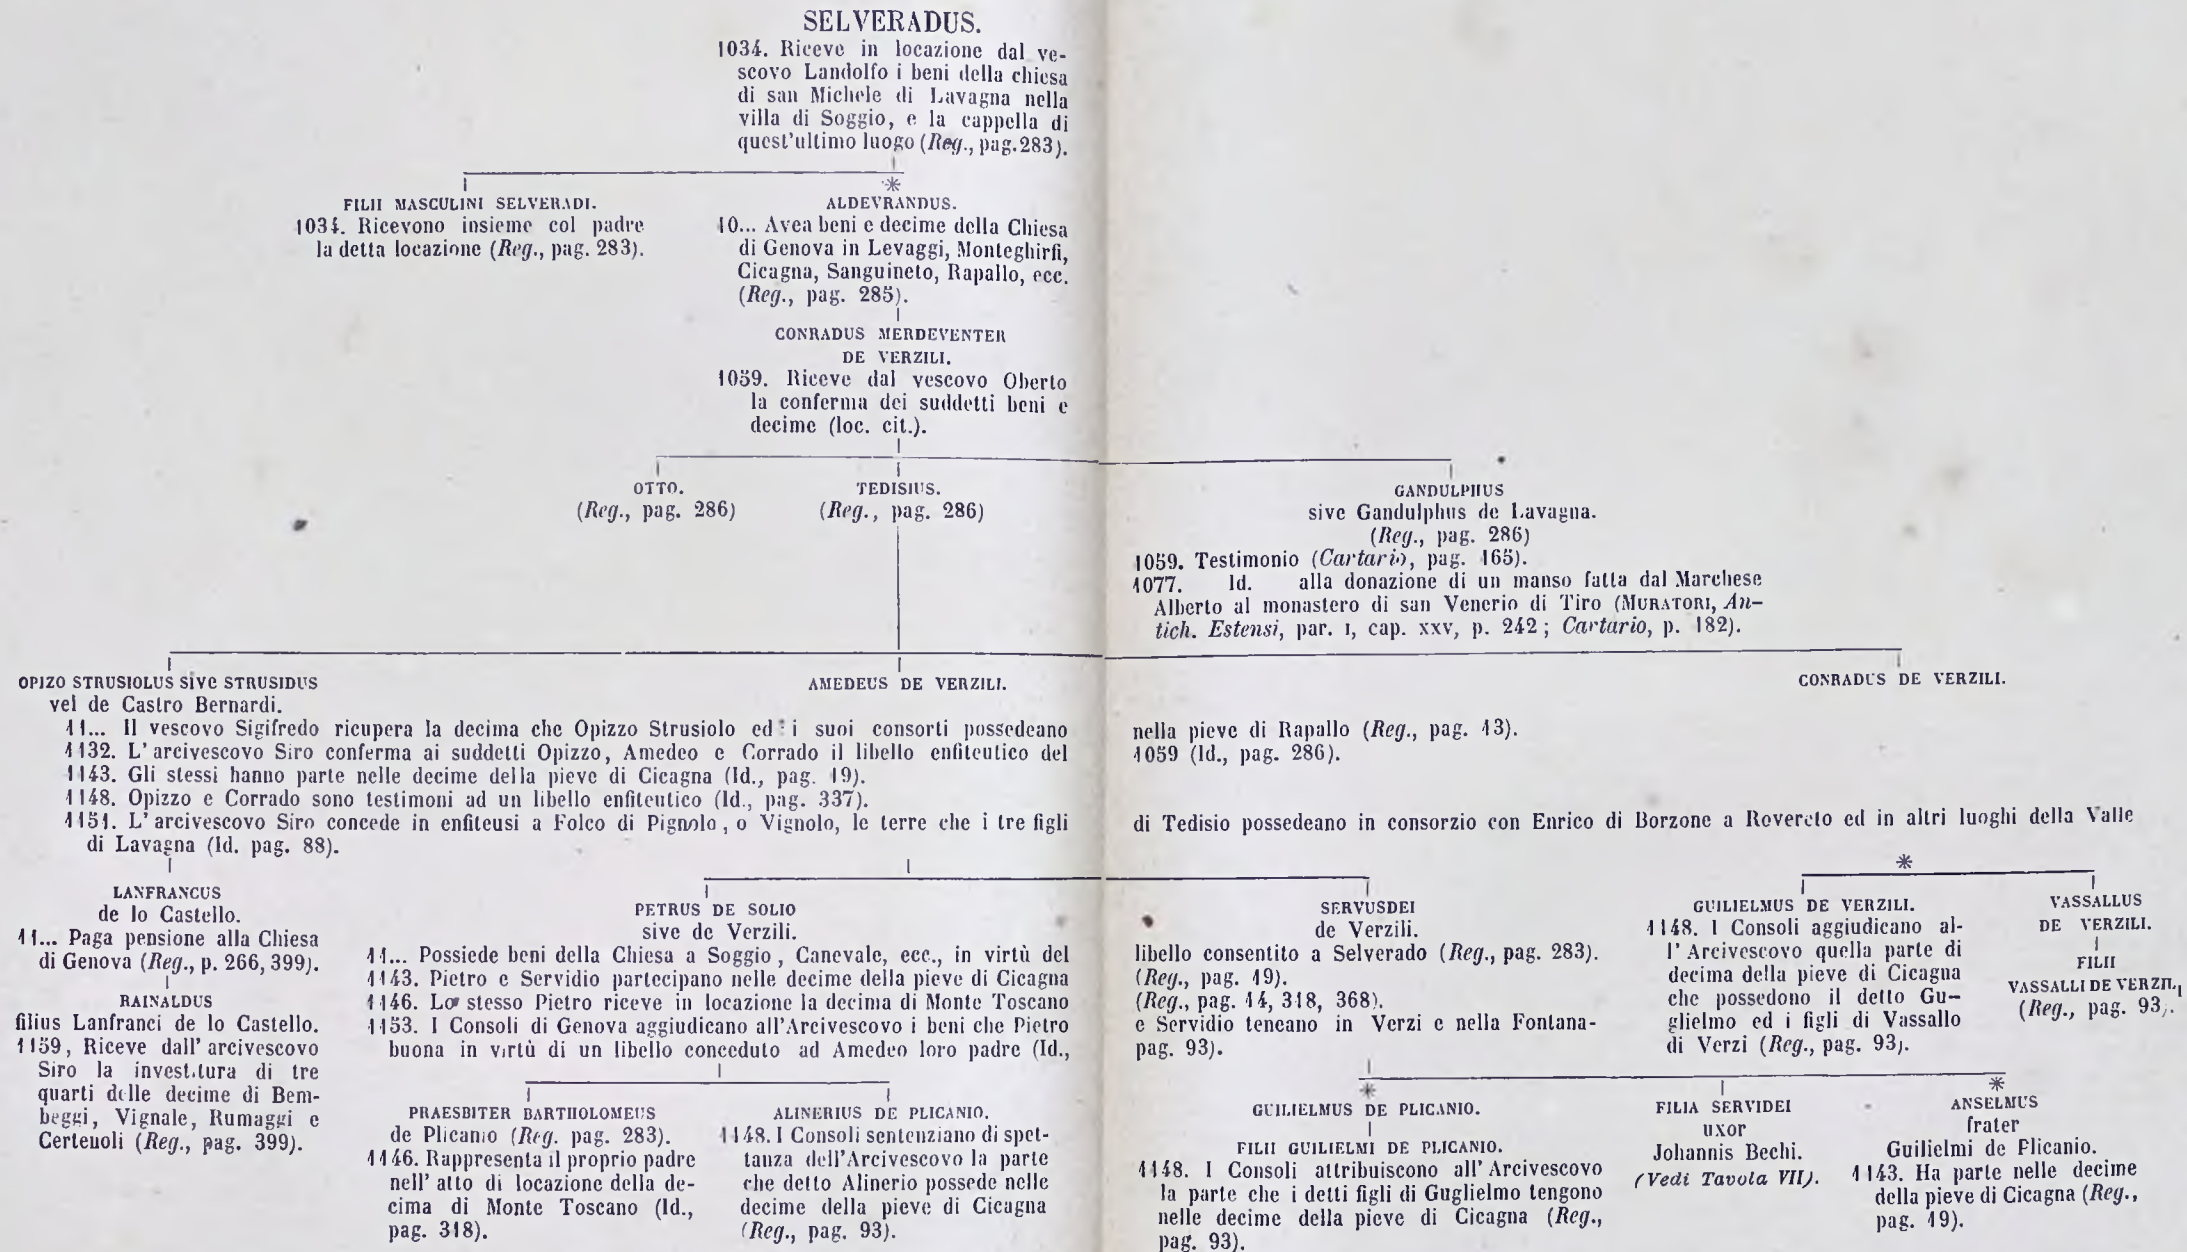 SELVERADUS.
1034. Riceve in locazione dal ve-
scovo Landolfo i beni della chiesa
di san Michele di Lavagna nella
villa di Soggio, e la cappella di
quest'ultimo luogo (Reg., pag. 283).
FILII MASCULINI SELVERADI.
1034. Ricevono insieme col padre
la detta locazione (Reg., pag. 283).
*
ALDEVRANDUS.
10... Avea beni e decime della Chiesa
di Genova in Levaggi, Monteghirfi,
Cicagna, Sanguineto, Rapallo, ecc.
(Reg., pag. 285).
CONRADUS MERDEVENTER
DE VERZILI.
1059. Riceve dal vescovo Oberto
la conferma dei suddetti beni e
decime (loc. cit.).
OTTO.
(Reg., pag. 286)
TEDISIUS.
(Reg., pag. 286)
GANDULPHUS
sive Gandulphus de Lavagna.
(Reg., pag. 286)
1059. Testimonio (Cartario, pag. 165).
1077. Id. alla donazione di un manso fatta dal Marchese
Alberto al monastero di san Venerio di Tiro (MURATORI, An-
tich. Estensi, par. I, cap. XXV, p. 242; Cartario, p. 182).
OPIZO STRUSIOLUS sive STRUSIDUS
vel de Castro Bernardi.
AMEDEUS DE VERZILI.
CONRADUS DE VERZILI.
11... Il vescovo Sigifredo ricupera la decima che Opizzo Strusiolo ed i suoi consorti possedeano nella pieve di Rapallo (Reg., pag. 13).
1132. L'arcivescovo Siro conferma ai suddetti Opizzo, Amedeo e Corrado il libello enfiteutico del 1059 (Id., pag. 286).
1143. Gli stessi hanno parte nelle decime della pieve di Cicagna (Id., pag. 19).
1148. Opizzo e Corrado sono testimoni ad un libello enfiteutico (Id., pag. 337).
1151. L'arcivescovo Siro concede in enfiteusi a Folco di Pignolo, o Vignolo, le terre che i tre figli di Tedisio possedeano in consorzio con Enrico di Borzone a Rovereto ed in altri luoghi della Valle
di Lavagna (Id. pag. 88).
LANFRANCUS
de lo Castello.
11... Paga pensione alla Chiesa
di Genova (Reg., p. 266, 399).
RAINALDUS
filius Lanfranci de lo Castello.
1159, Riceve dall'arcivescovo
Siro la investitura di tre
quarti delle decime di Bem-
beggi, Vignale, Rumaggi e
Certenoli (Reg., pag. 399).
PETRUS DE SOLIO
sive de Verzili.
SERVUSDEI
de Verzili.
11... Possiede beni della Chiesa a Soggio, Canevale, ecc., in virtù del libello consentito a Selverado (Reg., pag. 283).
1143. Pietro e Servidio partecipano nelle decime della pieve di Cicagna (Reg., pag. 19).
1146. Lo stesso Pietro riceve in locazione la decima di Monte Toscano (Reg., pag. 14, 318, 368).
1153. I Consoli di Genova aggiudicano all'Arcivescovo i beni che Pietro e Servidio teneano in Verzi e nella Fontana-
buona in virtù di un libello conceduto ad Amedeo loro padre (Id., pag. 93).
*
GUILIELMUS DE VERZILI.
1148. I Consoli aggiudicano al-
l'Arcivescovo quella parte di
decima della pieve di Cicagna
che possedono il detto Gu-
glielmo ed i figli di Vassallo
di Verzi (Reg., pag. 93).
VASSALLUS
DE VERZILI.
FILII
VASSALLI DE VERZILI
(Reg., pag. 93).
PRAESBITER BARTHOLOMEUS
de Plicanio (Reg. pag. 283).
1146. Rappresenta il proprio padre
nell'atto di locazione della de-
cima di Monte Toscano (Id.,
pag. 318).
ALINERIUS DE PLICANIO.
1148. I Consoli sentenziano di spet-
tanza dell'Arcivescovo la parte
che detto Alinerio possede nelle
decime della pieve di Cicagna
(Reg., pag. 93).
*
GUILIELMUS DE PLICANIO.
FILII GUILIELMI DE PLICANIO.
1148. I Consoli attribuiscono all'Arcivescovo
la parte che i detti figli di Guglielmo tengono
nelle decime della pieve di Cicagna (Reg.,
pag. 93).
FILIA SERVIDEI
uxor
Johannis Bechi.
(Vedi Tavola VII).
*
ANSELMUS
frater
Guilielmi de Plicanio.
1143. Ha parte nelle decime
della pieve di Cicagna (Reg.,
pag. 19).